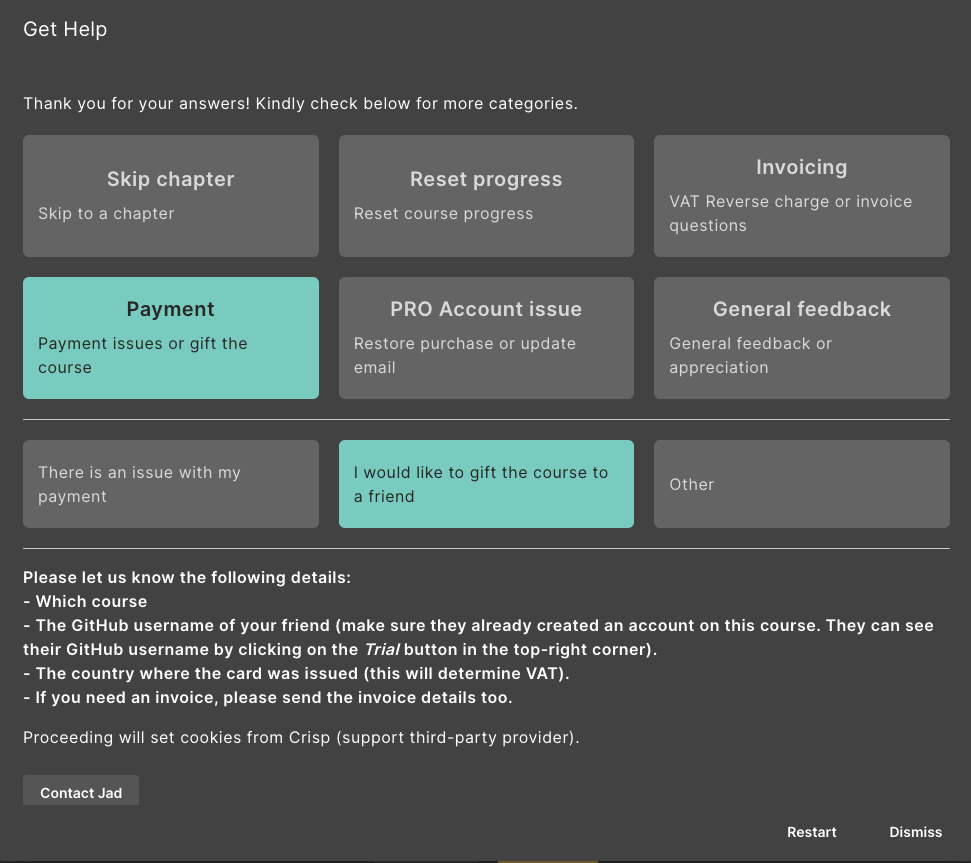 Get Help
Thank you for your answers! Kindly check below for more categories.
Skip chapter
Skip to a chapter
Reset progress
Reset course progress
Invoicing
VAT Reverse charge or invoice
questions
Payment
Payment issues or gift the
course
PRO Account issue
Restore purchase or update
email
General feedback
General feedback or
appreciation
There is an issue with my
payment
I would like to gift the course to
a friend
Other
Please let us know the following details:
- Which course
- The GitHub username of your friend (make sure they already created an account on this course. They can see
their GitHub username by clicking on the Trial button in the top-right corner).
- The country where the card was issued (this will determine VAT).
- If you need an invoice, please send the invoice details too.
Proceeding will set cookies from Crisp (support third-party provider).
Contact Jad
Restart
Dismiss